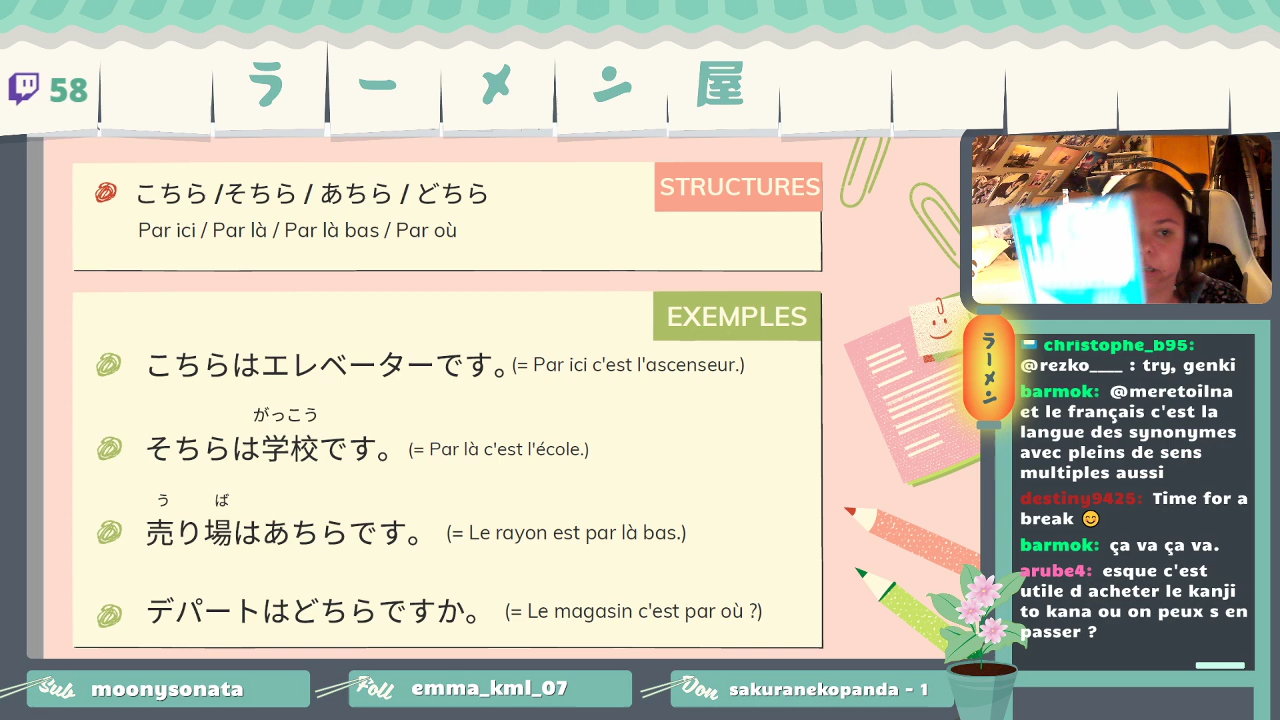 58
ラーメン屋
こちら /そちら / あちら / どちら
STRUCTURES
Par ici / Par là / Par là bas / Par où
EXEMPLES
こちらはエレベーターです。(= Par ici c'est l'ascenseur.)
がっこう
そちらは学校です。 (= Par là c'est l'école.)
う ば
売り場はあちらです。 (= Le rayon est par là bas.)
デパートはどちらですか。 (= Le magasin c'est par où ?)
ラーメン
christophe_b95:
@rezko____ : try, genki
barmok: @meretoilna
et le français c'est la
langue des synonymes
avec pleins de sens
multiples aussi
destiny9425: Time for a
break 😊
barmok: ça va ça va.
arube4: esque c'est
utile d acheter le kanji
to kana ou on peux s en
passer ?
Sub moonysonata
Foll emma_kml_07
Don sakuranekopanda - 1